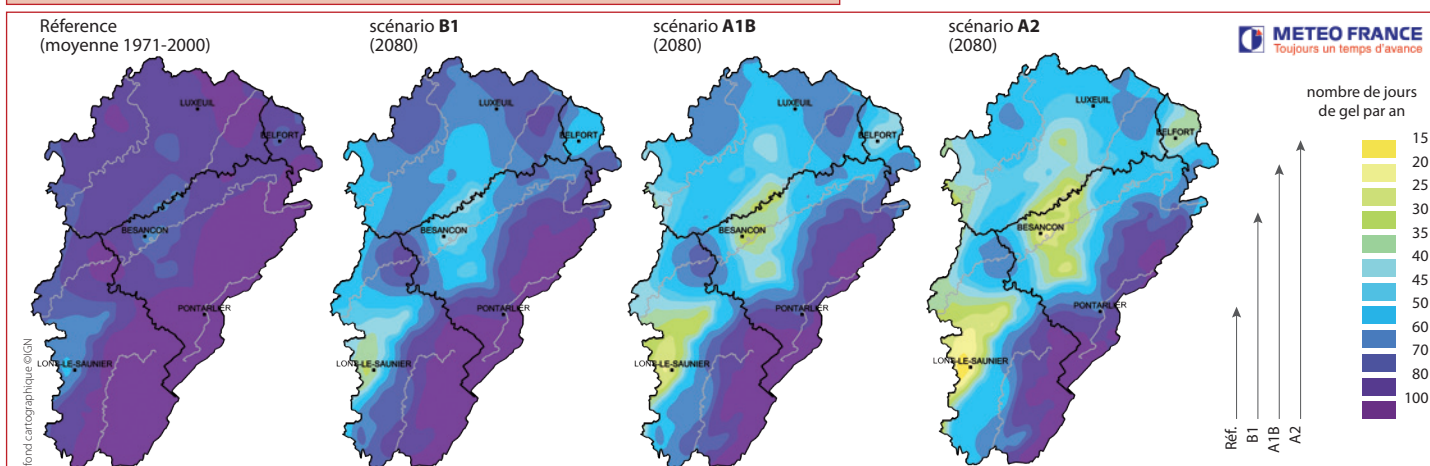 Réference
(moyenne 1971-2000)
scénario B1
(2080)
scénario A1B
(2080)
scénario A2
(2080)
METEO FRANCE
Toujours un temps d'avance
nombre de jours
de gel par an
15
20
25
30
35
40
45
50
60
70
80
100
Réf.
B1
A1B
A2
LUXEUIL
BELFORT
BESANCON
PONTARLIER
LONS-LE-SAUNIER
LUXEUIL
BELFORT
BESANCON
PONTARLIER
LONS-LE-SAUNIER
LUXEUIL
BELFORT
BESANCON
PONTARLIER
LONS-LE-SAUNIER
LUXEUIL
BELFORT
BESANCON
PONTARLIER
LONS-LE-SAUNIER
fond cartographique ©IGN